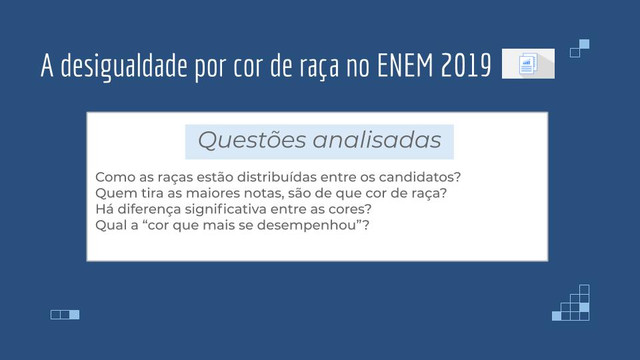 A desigualdade por cor de raça no ENEM 2019
Questões analisadas
Como as raças estão distribuídas entre os candidatos?
Quem tira as maiores notas, são de que cor de raça?
Há diferença significativa entre as cores?
Qual a “cor que mais se desempenhou”?